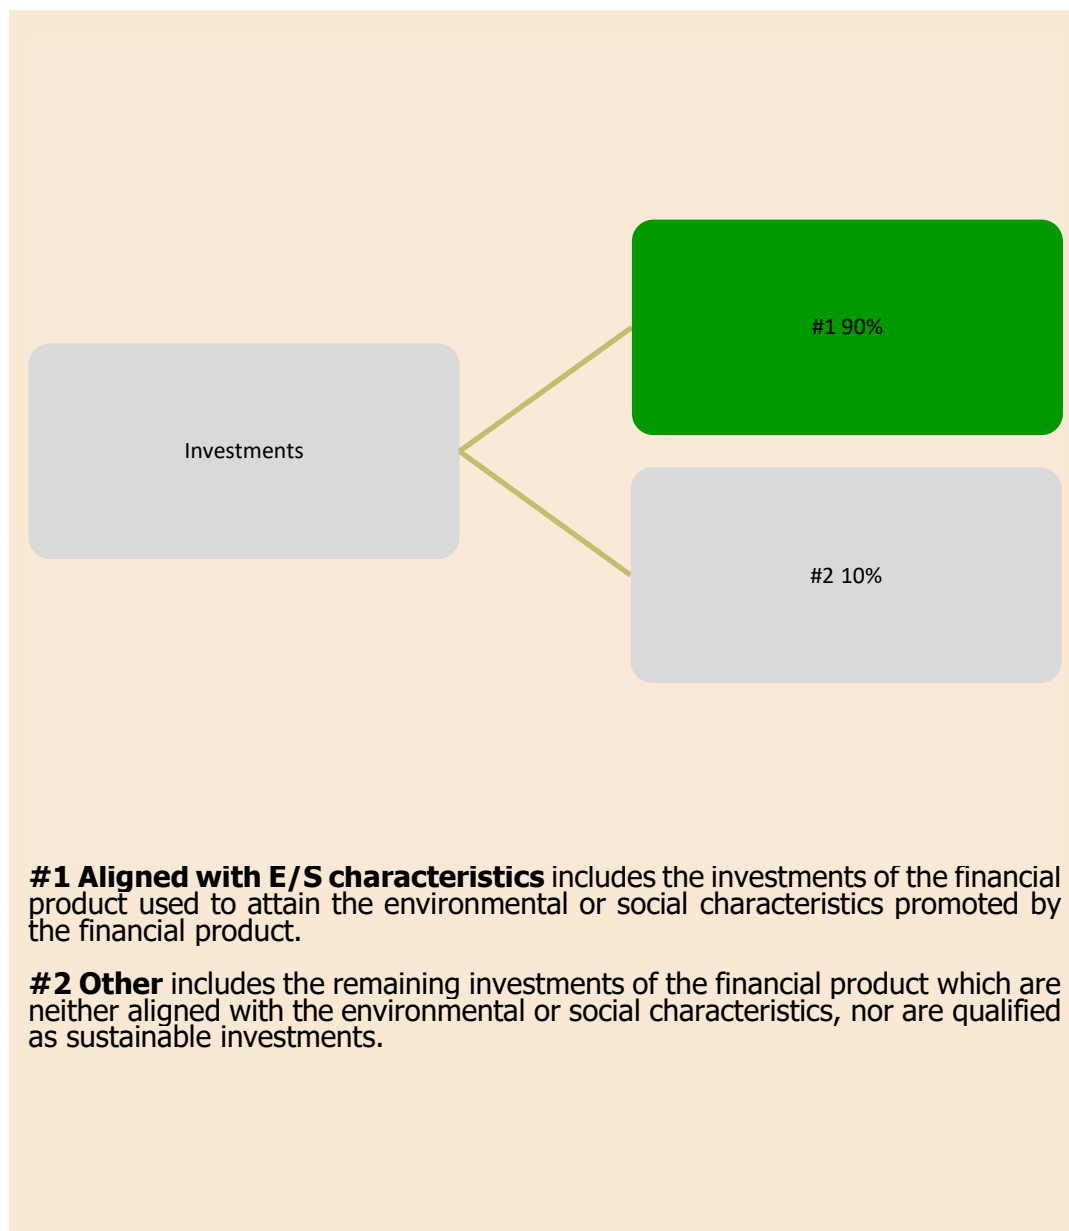 #1 90%
Investments
#2 10%
#1 Aligned with E/S characteristics includes the investments of the financial
product used to attain the environmental or social characteristics promoted by
the financial product.
#2 Other includes the remaining investments of the financial product which are
neither aligned with the environmental or social characteristics, nor are qualified
as sustainable investments.